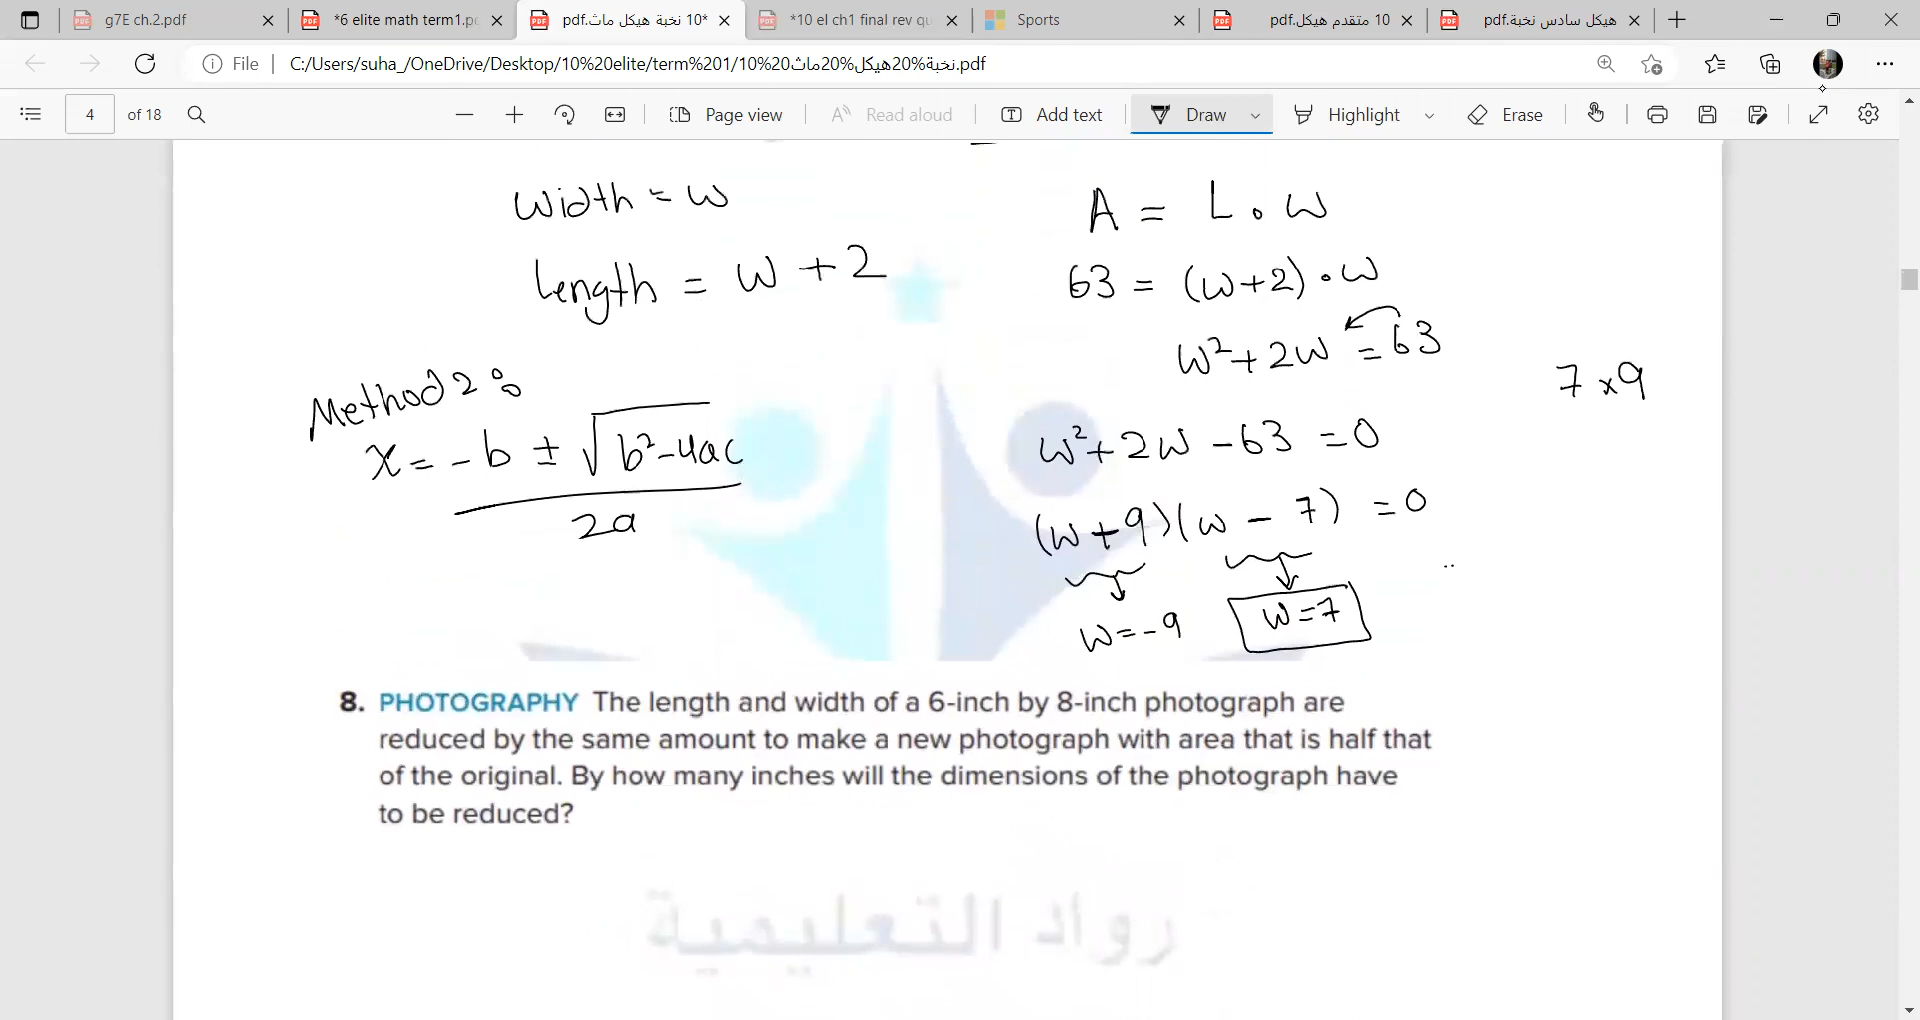 g7E ch.2.pdf
*6 elite math term1.p
*10 نخبة هيكل ماث.pdf
*10 el ch1 final rev qu
Sports
10 متقدم هيكل.pdf
هيكل سادس نخبة.pdf
File
C:/Users/suha_/OneDrive/Desktop/10%20elite/term%201/10%20نخبة%20هيكل%20ماث.pdf
4 of 18
Page view
Read aloud
Add text
Draw
Highlight
Erase
width = w
Length = w + 2
A = L . w
63 = (w+2) . w
w²+2w = 63
7 × 9
Method 2 :
x = -b ± √b²-4ac
2a
w²+2w - 63 = 0
(w + 9)(w - 7) = 0
w = -9
w = 7
8. PHOTOGRAPHY The length and width of a 6-inch by 8-inch photograph are
reduced by the same amount to make a new photograph with area that is half that
of the original. By how many inches will the dimensions of the photograph have
to be reduced?
رواد التعليمية